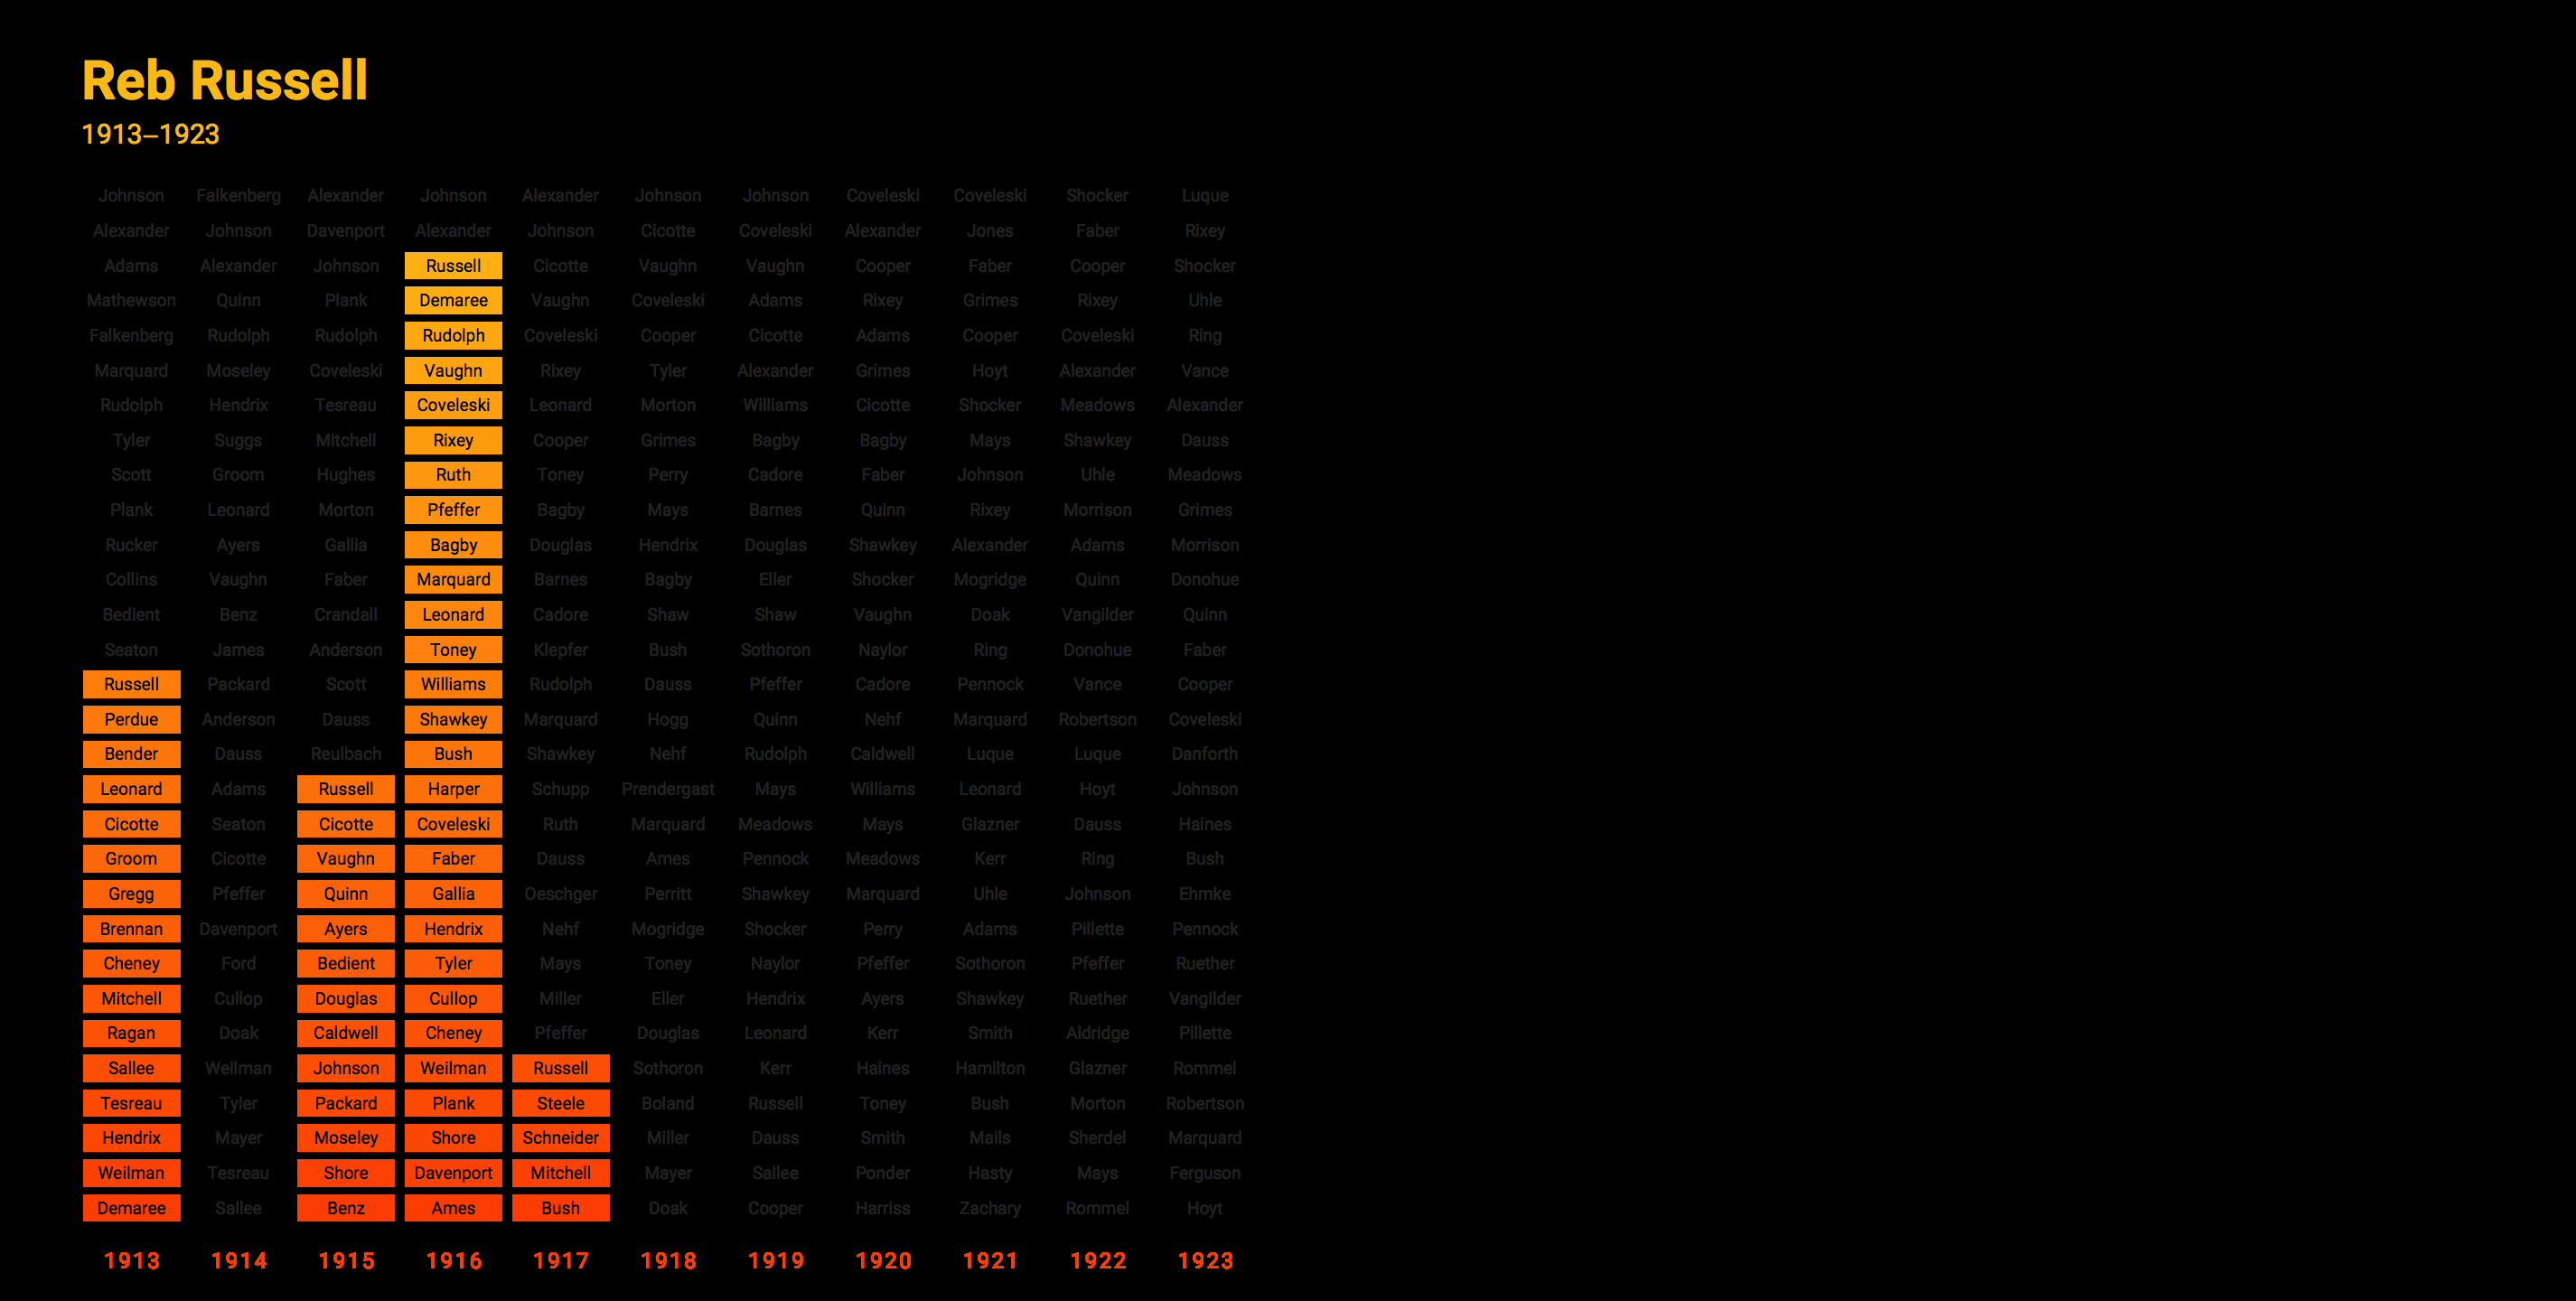 Reb Russell
1913–1923
Johnson Falkenberg Alexander Johnson Alexander Johnson Johnson Coveleski Coveleski Shocker Luque
Alexander Johnson Davenport Alexander Johnson Cicotte Coveleski Alexander Jones Faber Rixey
Adams Alexander Johnson Russell Cicotte Vaughn Vaughn Cooper Faber Cooper Shocker
Mathewson Quinn Plank Demaree Vaughn Coveleski Adams Rixey Grimes Rixey Uhle
Falkenberg Rudolph Rudolph Rudolph Coveleski Cooper Cicotte Adams Cooper Coveleski Ring
Marquard Moseley Coveleski Vaughn Rixey Tyler Alexander Grimes Hoyt Alexander Vance
Rudolph Hendrix Tesreau Coveleski Leonard Morton Williams Cicotte Shocker Meadows Alexander
Tyler Suggs Mitchell Rixey Cooper Grimes Bagby Bagby Mays Shawkey Dauss
Scott Groom Hughes Ruth Toney Perry Cadore Faber Johnson Uhle Meadows
Plank Leonard Morton Pfeffer Bagby Mays Barnes Quinn Rixey Morrison Grimes
Rucker Ayers Gallia Bagby Douglas Hendrix Douglas Shawkey Alexander Adams Morrison
Collins Vaughn Faber Marquard Barnes Bagby Eller Shocker Mogridge Quinn Donohue
Bedient Benz Crandall Leonard Cadore Shaw Shaw Vaughn Doak Vangilder Quinn
Seaton James Anderson Toney Klepfer Bush Sothoron Naylor Ring Donohue Faber
Russell Packard Scott Williams Rudolph Dauss Pfeffer Cadore Pennock Vance Cooper
Perdue Anderson Dauss Shawkey Marquard Hogg Quinn Nehf Marquard Robertson Coveleski
Bender Dauss Reulbach Bush Shawkey Nehf Rudolph Caldwell Luque Luque Danforth
Leonard Adams Russell Harper Schupp Prendergast Mays Williams Leonard Hoyt Johnson
Cicotte Seaton Cicotte Coveleski Ruth Marquard Meadows Mays Glazner Dauss Haines
Groom Cicotte Vaughn Faber Dauss Ames Pennock Meadows Kerr Ring Bush
Gregg Pfeffer Quinn Gallia Oeschger Perritt Shawkey Marquard Uhle Johnson Ehmke
Brennan Davenport Ayers Hendrix Nehf Mogridge Shocker Perry Adams Pillette Pennock
Cheney Ford Bedient Tyler Mays Toney Naylor Pfeffer Sothoron Pfeffer Ruether
Mitchell Cullop Douglas Cullop Miller Eller Hendrix Ayers Shawkey Ruether Vangilder
Ragan Doak Caldwell Cheney Pfeffer Douglas Leonard Kerr Smith Aldridge Pillette
Sallee Weilman Johnson Weilman Russell Sothoron Kerr Haines Hamilton Glazner Rommel
Tesreau Tyler Packard Plank Steele Boland Russell Toney Bush Morton Robertson
Hendrix Mayer Moseley Shore Schneider Miller Dauss Smith Mails Sherdel Marquard
Weilman Tesreau Shore Davenport Mitchell Mayer Sallee Ponder Hasty Mays Ferguson
Demaree Sallee Benz Ames Bush Doak Cooper Harriss Zachary Rommel Hoyt
1913 1914 1915 1916 1917 1918 1919 1920 1921 1922 1923